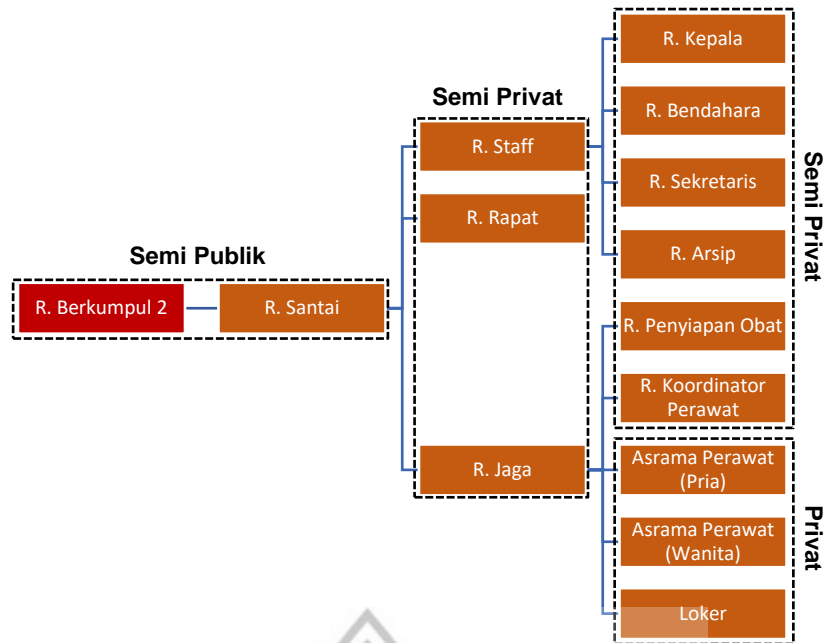 Semi Publik
R. Berkumpul 2
R. Santai
Semi Privat
R. Staff
R. Rapat
R. Jaga
R. Kepala
R. Bendahara
R. Sekretaris
R. Arsip
R. Penyiapan Obat
R. Koordinator
Perawat
Semi Privat
Asrama Perawat
(Pria)
Asrama Perawat
(Wanita)
Loker
Privat